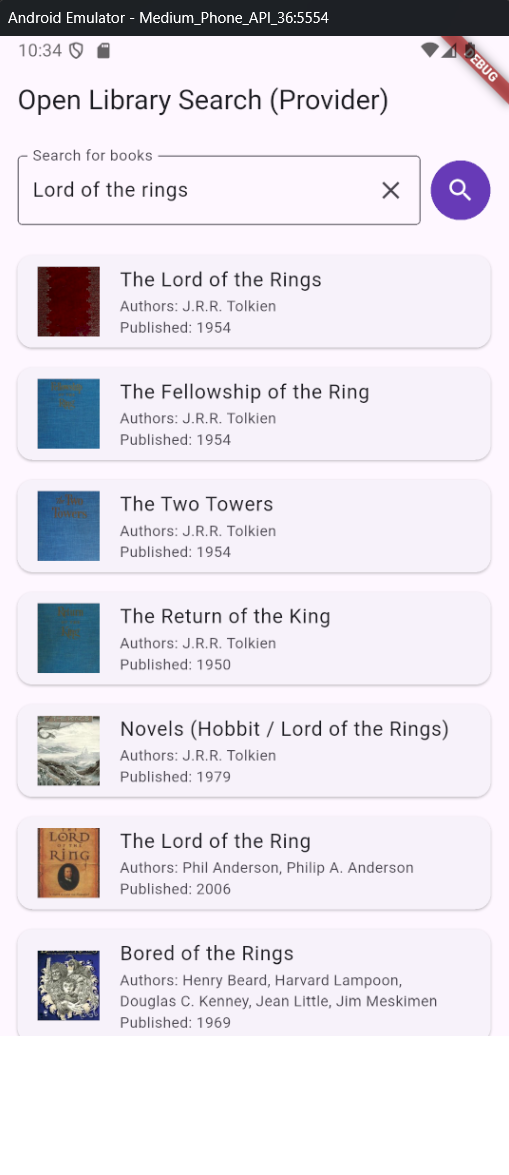 Android Emulator - Medium_Phone_API_36:5554
10:34
EBUG
Open Library Search (Provider)
Search for books
Lord of the rings
The Lord of the Rings
Authors: J.R.R. Tolkien
Published: 1954
The Fellowship of the Ring
Authors: J.R.R. Tolkien
Published: 1954
The Two Towers
Authors: J.R.R. Tolkien
Published: 1954
The Return of the King
Authors: J.R.R. Tolkien
Published: 1950
Novels (Hobbit / Lord of the Rings)
Authors: J.R.R. Tolkien
Published: 1979
LORD
OF THE
RING
The Lord of the Ring
Authors: Phil Anderson, Philip A. Anderson
Published: 2006
Bored of the Rings
Authors: Henry Beard, Harvard Lampoon,
Douglas C. Kenney, Jean Little, Jim Meskimen
Published: 1969